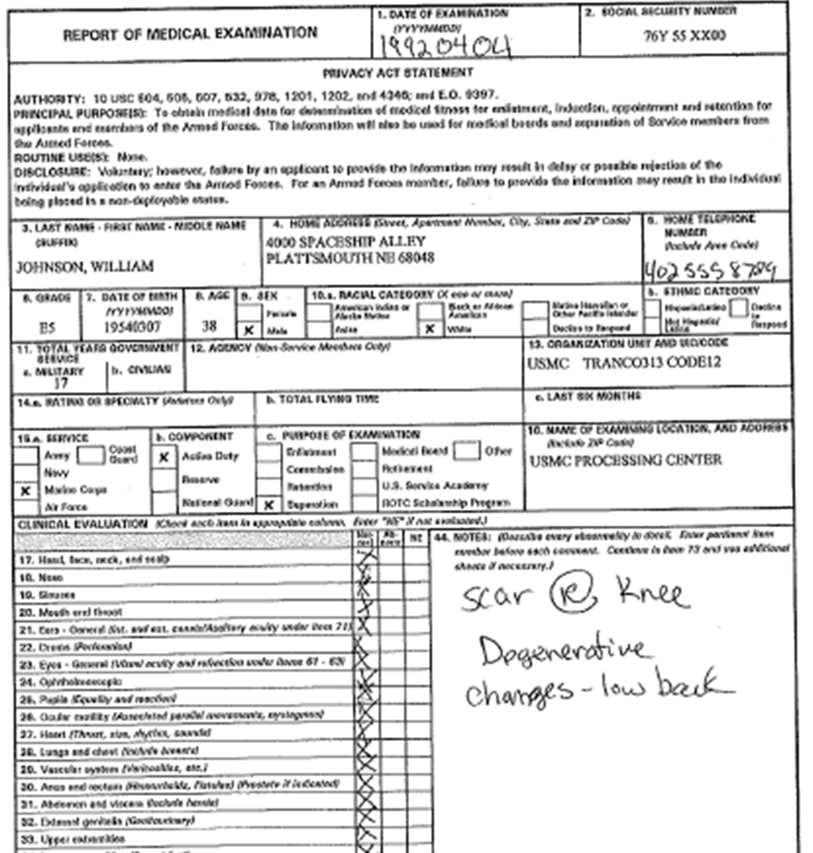 REPORT OF MEDICAL EXAMINATION
1. DATE OF EXAMINATION
(YYYYMMDD)
19920404
2. SOCIAL SECURITY NUMBER
76Y 55 XX00
PRIVACY ACT STATEMENT
AUTHORITY: 10 USC 504, 505, 507, 532, 978, 1201, 1202, and 4346; and E.O. 9397.
PRINCIPAL PURPOSE(S): To obtain medical data for determination of medical fitness for enlistment, induction, appointment and retention for
applicants and members of the Armed Forces. The information will also be used for medical boards and separation of Service members from
the Armed Forces.
ROUTINE USE(S): None.
DISCLOSURE: Voluntary; however, failure by an applicant to provide the information may result in delay or possible rejection of the
individual's application to enter the Armed Forces. For an Armed Forces member, failure to provide the information may result in the individual
being placed in a non-deployable status.
3. LAST NAME - FIRST NAME - MIDDLE NAME
(SUFFIX)
JOHNSON, WILLIAM
4. HOME ADDRESS (Street, Apartment Number, City, State and ZIP Code)
4000 SPACESHIP ALLEY
PLATTSMOUTH NE 68048
5. HOME TELEPHONE
NUMBER
(Include Area Code)
402 555 8789
6. GRADE
E5
7. DATE OF BIRTH
(YYYYMMDD)
19540307
8. AGE
38
9. SEX
Female
X Male
10.a. RACIAL CATEGORY (X one or more)
American Indian or
Alaska Native
Asian
Black or African
American
X White
Native Hawaiian or
Other Pacific Islander
Decline to Respond
b. ETHNIC CATEGORY
Hispanic/Latino
Not Hispanic/
Latino
Decline
to
Respond
11. TOTAL YEARS GOVERNMENT
SERVICE
a. MILITARY
17
b. CIVILIAN
12. AGENCY (Non-Service Members Only)
13. ORGANIZATION UNIT AND UIC/CODE
USMC TRANCO313 CODE12
14.a. RATING OR SPECIALTY (Aviators Only)
b. TOTAL FLYING TIME
c. LAST SIX MONTHS
15.a. SERVICE
Army
Coast
Guard
Navy
X Marine Corps
Air Force
b. COMPONENT
X Active Duty
Reserve
National Guard
c. PURPOSE OF EXAMINATION
Enlistment
Commission
Retention
X Separation
Medical Board
Other
Retirement
U.S. Service Academy
ROTC Scholarship Program
16. NAME OF EXAMINING LOCATION, AND ADDRESS
(Include ZIP Code)
USMC PROCESSING CENTER
CLINICAL EVALUATION (Check each item in appropriate column. Enter "NE" if not evaluated.)
Nor-
mal
Ab-
norm
NE
17. Head, face, neck, and scalp
18. Nose
19. Sinuses
20. Mouth and throat
21. Ears - General (Int. and ext. canals/Auditory acuity under item 71)
22. Drums (Perforation)
23. Eyes - General (Visual acuity and refraction under items 61 - 63)
24. Ophthalmoscopic
25. Pupils (Equality and reaction)
26. Ocular motility (Associated parallel movements, nystagmus)
27. Heart (Thrust, size, rhythm, sounds)
28. Lungs and chest (Include breasts)
29. Vascular system (Varicosities, etc.)
30. Anus and rectum (Hemorrhoids, Fistulas) (Prostate if indicated)
31. Abdomen and viscera (Include hernia)
32. External genitalia (Genitourinary)
33. Upper extremities
44. NOTES: (Describe every abnormality in detail. Enter pertinent item
number before each comment. Continue in item 73 and use additional
sheets if necessary.)
scar R Knee
Degenerative
changes - low back